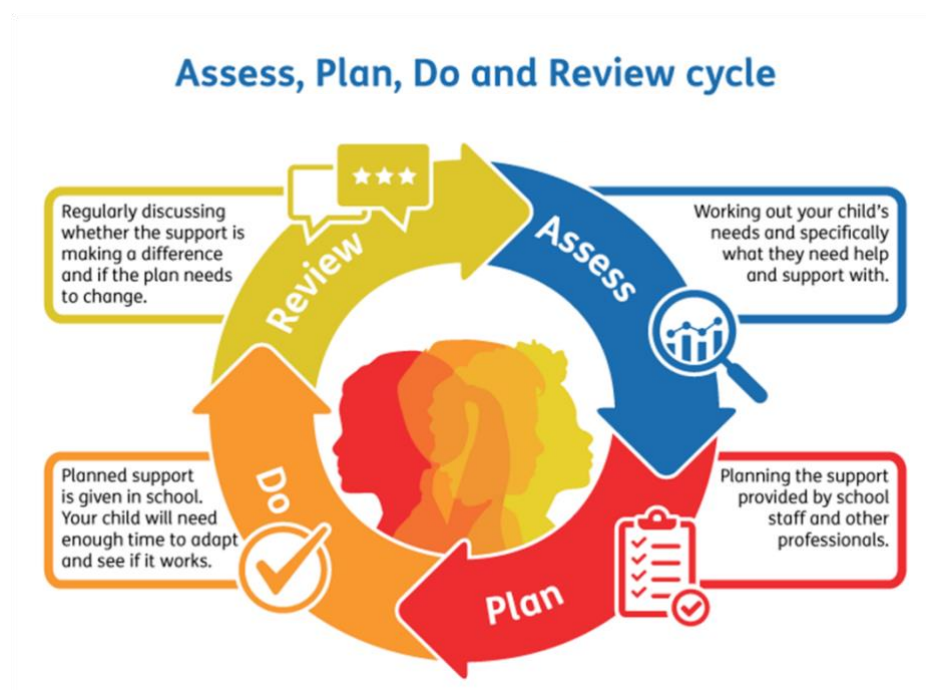 Assess, Plan, Do and Review cycle
Regularly discussing
whether the support is
making a difference
and if the plan needs
to change.
Review
Assess
Working out your child's
needs and specifically
what they need help
and support with.
Planned support
is given in school.
Your child will need
enough time to adapt
and see if it works.
Do
Plan
Planning the support
provided by school
staff and other
professionals.